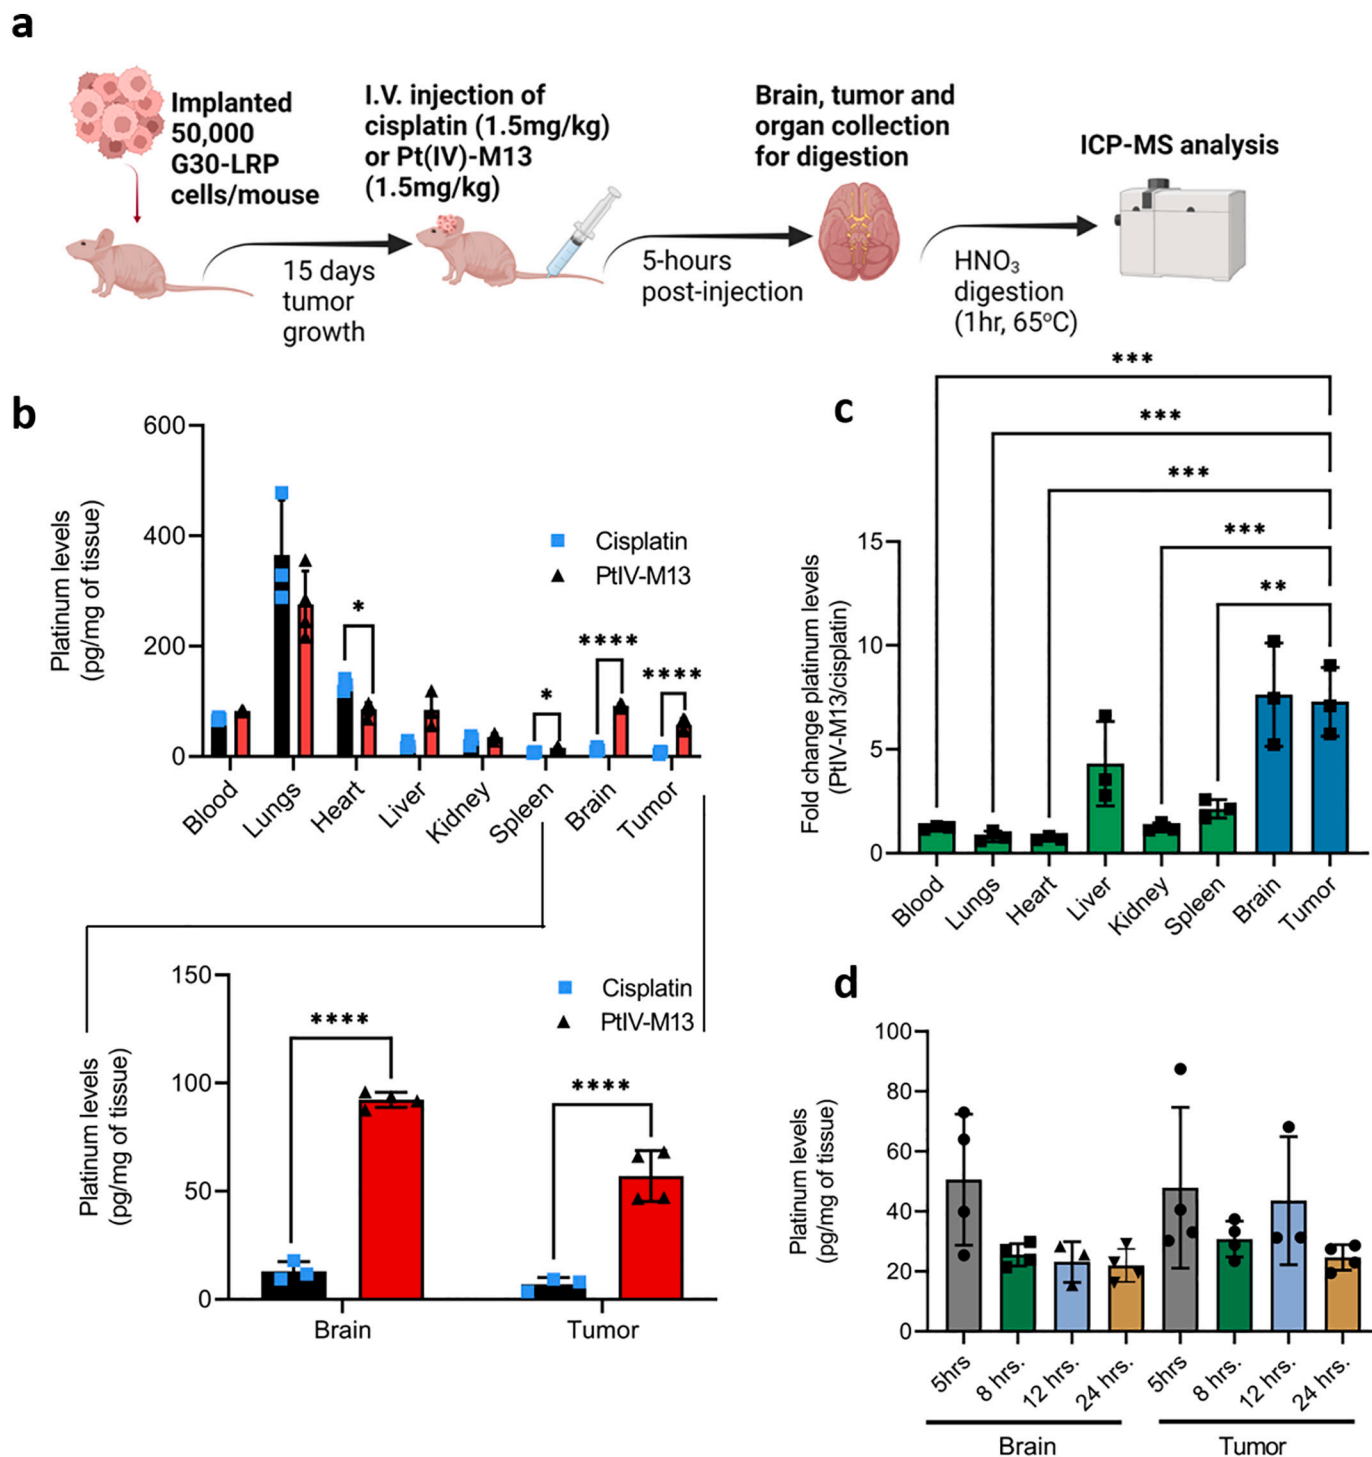 a
Implanted
50,000
G30-LRP
cells/mouse
15 days
tumor
growth
I.V. injection of
cisplatin (1.5mg/kg)
or Pt(IV)-M13
(1.5mg/kg)
5-hours
post-injection
Brain, tumor and
organ collection
for digestion
HNO₃
digestion
(1hr, 65ºC)
ICP-MS analysis
b
Platinum levels
(pg/mg of tissue)
600
400
200
0
Cisplatin
PtIV-M13
*
*
****
****
Blood
Lungs
Heart
Liver
Kidney
Spleen
Brain
Tumor
Platinum levels
(pg/mg of tissue)
150
100
50
0
Cisplatin
PtIV-M13
****
****
Brain
Tumor
c
***
***
***
***
**
Fold change platinum levels
(PtIV-M13/cisplatin)
15
10
5
0
Blood
Lungs
Heart
Liver
Kidney
Spleen
Brain
Tumor
d
Platinum levels
(pg/mg of tissue)
100
80
60
40
20
0
5hrs
8 hrs.
12 hrs.
24 hrs.
5hrs
8 hrs.
12 hrs.
24 hrs.
Brain
Tumor